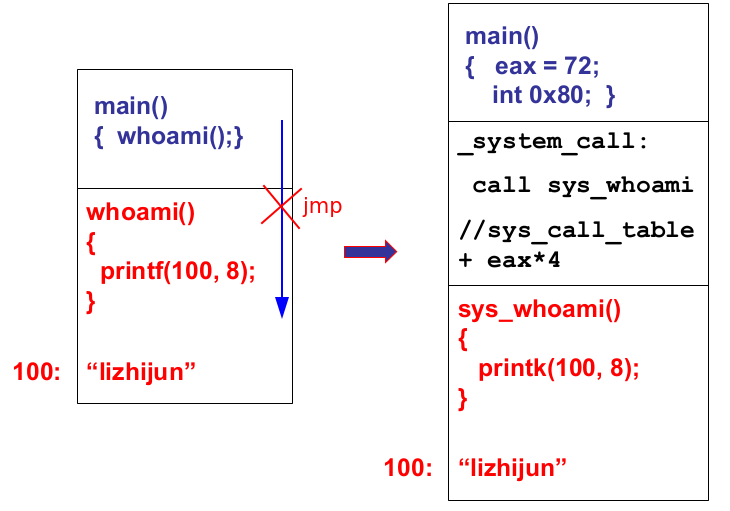 main()
{  whoami();}
jmp
whoami()
{
printf(100, 8);
}
100:  “lizhijun”
main()
{  eax = 72;
int 0x80;  }
_system_call:
call sys_whoami
//sys_call_table
+ eax*4
sys_whoami()
{
printk(100, 8);
}
100:  “lizhijun”